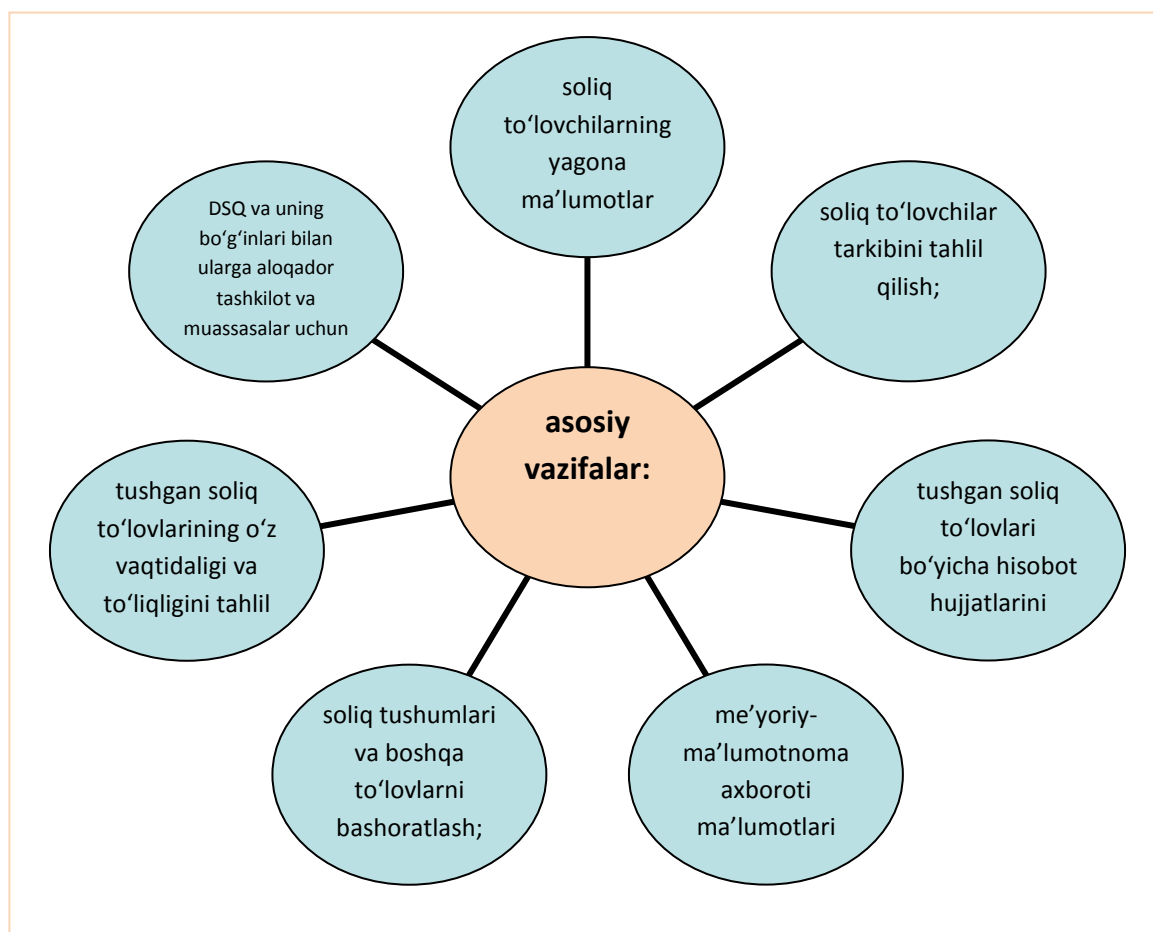 soliq
to‘lovchilarning
yagona
ma’lumotlar
soliq to‘lovchilar
tarkibini tahlil
qilish;
tushgan soliq
to‘lovlari
bo‘yicha hisobot
hujjatlarini
me’yoriy-
ma’lumotnoma
axboroti
ma’lumotlari
soliq tushumlari
va boshqa
to‘lovlarni
bashoratlash;
tushgan soliq
to‘lovlarining o‘z
vaqtidaligi va
to‘liqligini tahlil
DSQ va uning
bo‘g‘inlari bilan
ularga aloqador
tashkilot va
muassasalar uchun
asosiy
vazifalar: